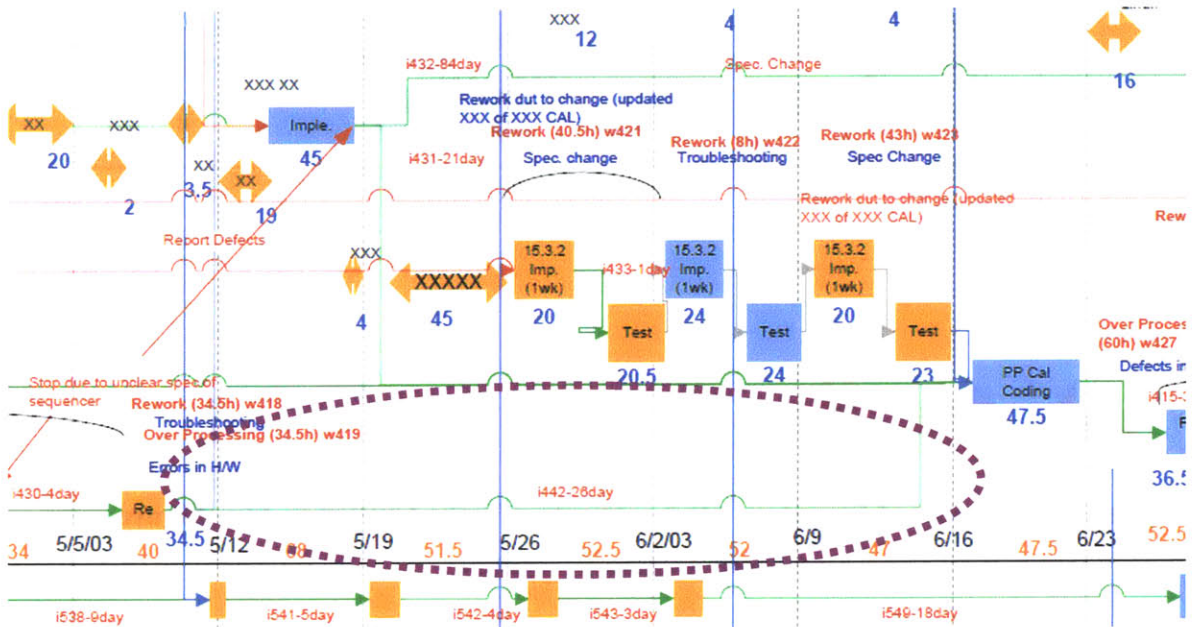 XXX
12
4
4
16
i432-84day
Spec. Change
XXX XX
Rework dut to change (updated
XXX of XXX CAL)
XX
XXX
Imple.
Rework (40.5h) w421
Rework (8h) w422
Rework (43h) w423
20
45
i431-21day
Spec. change
Troubleshooting
Spec Change
XX
3.5
XX
2
19
Rework dut to change (updated
XXX of XXX CAL)
Rew
Report Defects
XXX
15.3.2
Imp.
(1wk)
i433-1day
15.3.2
Imp.
(1wk)
15.3.2
Imp.
(1wk)
XXXXX
4
45
20
24
20
Test
Test
Test
Over Proces
(60h) w427
Defects in
20.5
24
23
PP Cal
Coding
47.5
Stop due to unclear spec of
sequencer
Rework (34.5h) w418
Troubleshooting
Over Processing (34.5h) w419
i415-3
Errors in H/W
36.5
i430-4day
Re
i442-26day
34.5
34
5/5/03
40
5/12
5/19
51.5
5/26
52.5
6/2/03
52
6/9
47
6/16
47.5
6/23
52.5
i538-9day
i541-5day
i542-4day
i543-3day
i549-18day